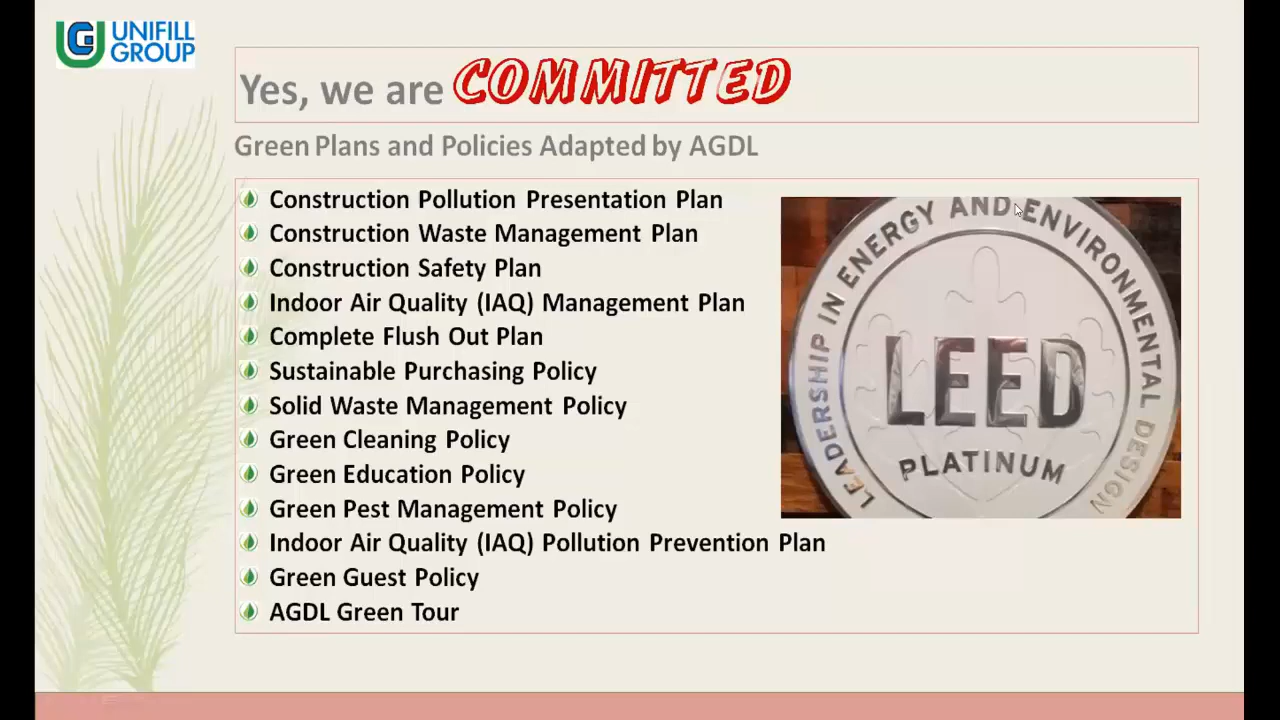 UNIFILL
GROUP
Yes, we are COMMITTED
Green Plans and Policies Adapted by AGDL
Construction Pollution Presentation Plan
Construction Waste Management Plan
Construction Safety Plan
Indoor Air Quality (IAQ) Management Plan
Complete Flush Out Plan
Sustainable Purchasing Policy
Solid Waste Management Policy
Green Cleaning Policy
Green Education Policy
Green Pest Management Policy
Indoor Air Quality (IAQ) Pollution Prevention Plan
Green Guest Policy
AGDL Green Tour
LEADERSHIP IN ENERGY AND ENVIRONMENTAL DESIGN
LEED
PLATINUM